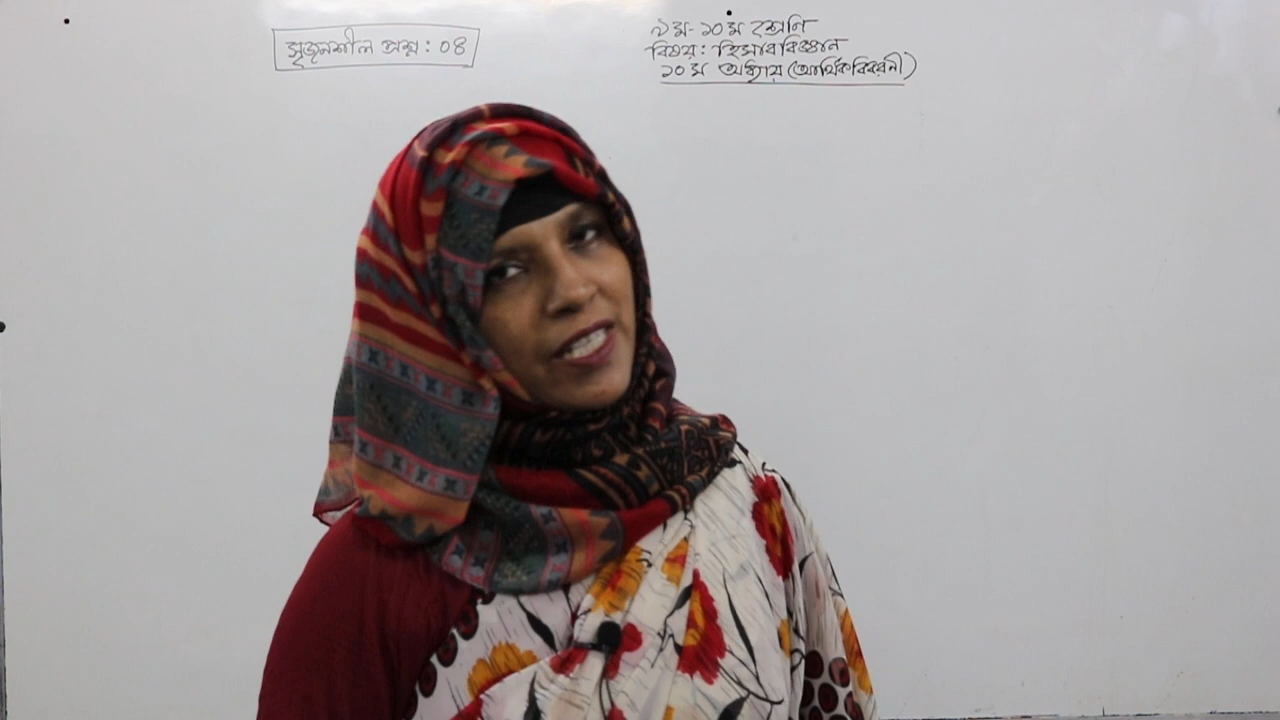 সৃজনশীল প্রশ্ন: ০৪
৯ম-১০ম শ্রেণি
বিষয়: হিসাববিজ্ঞান
১০ম অধ্যায় (আর্থিক বিবরণী)